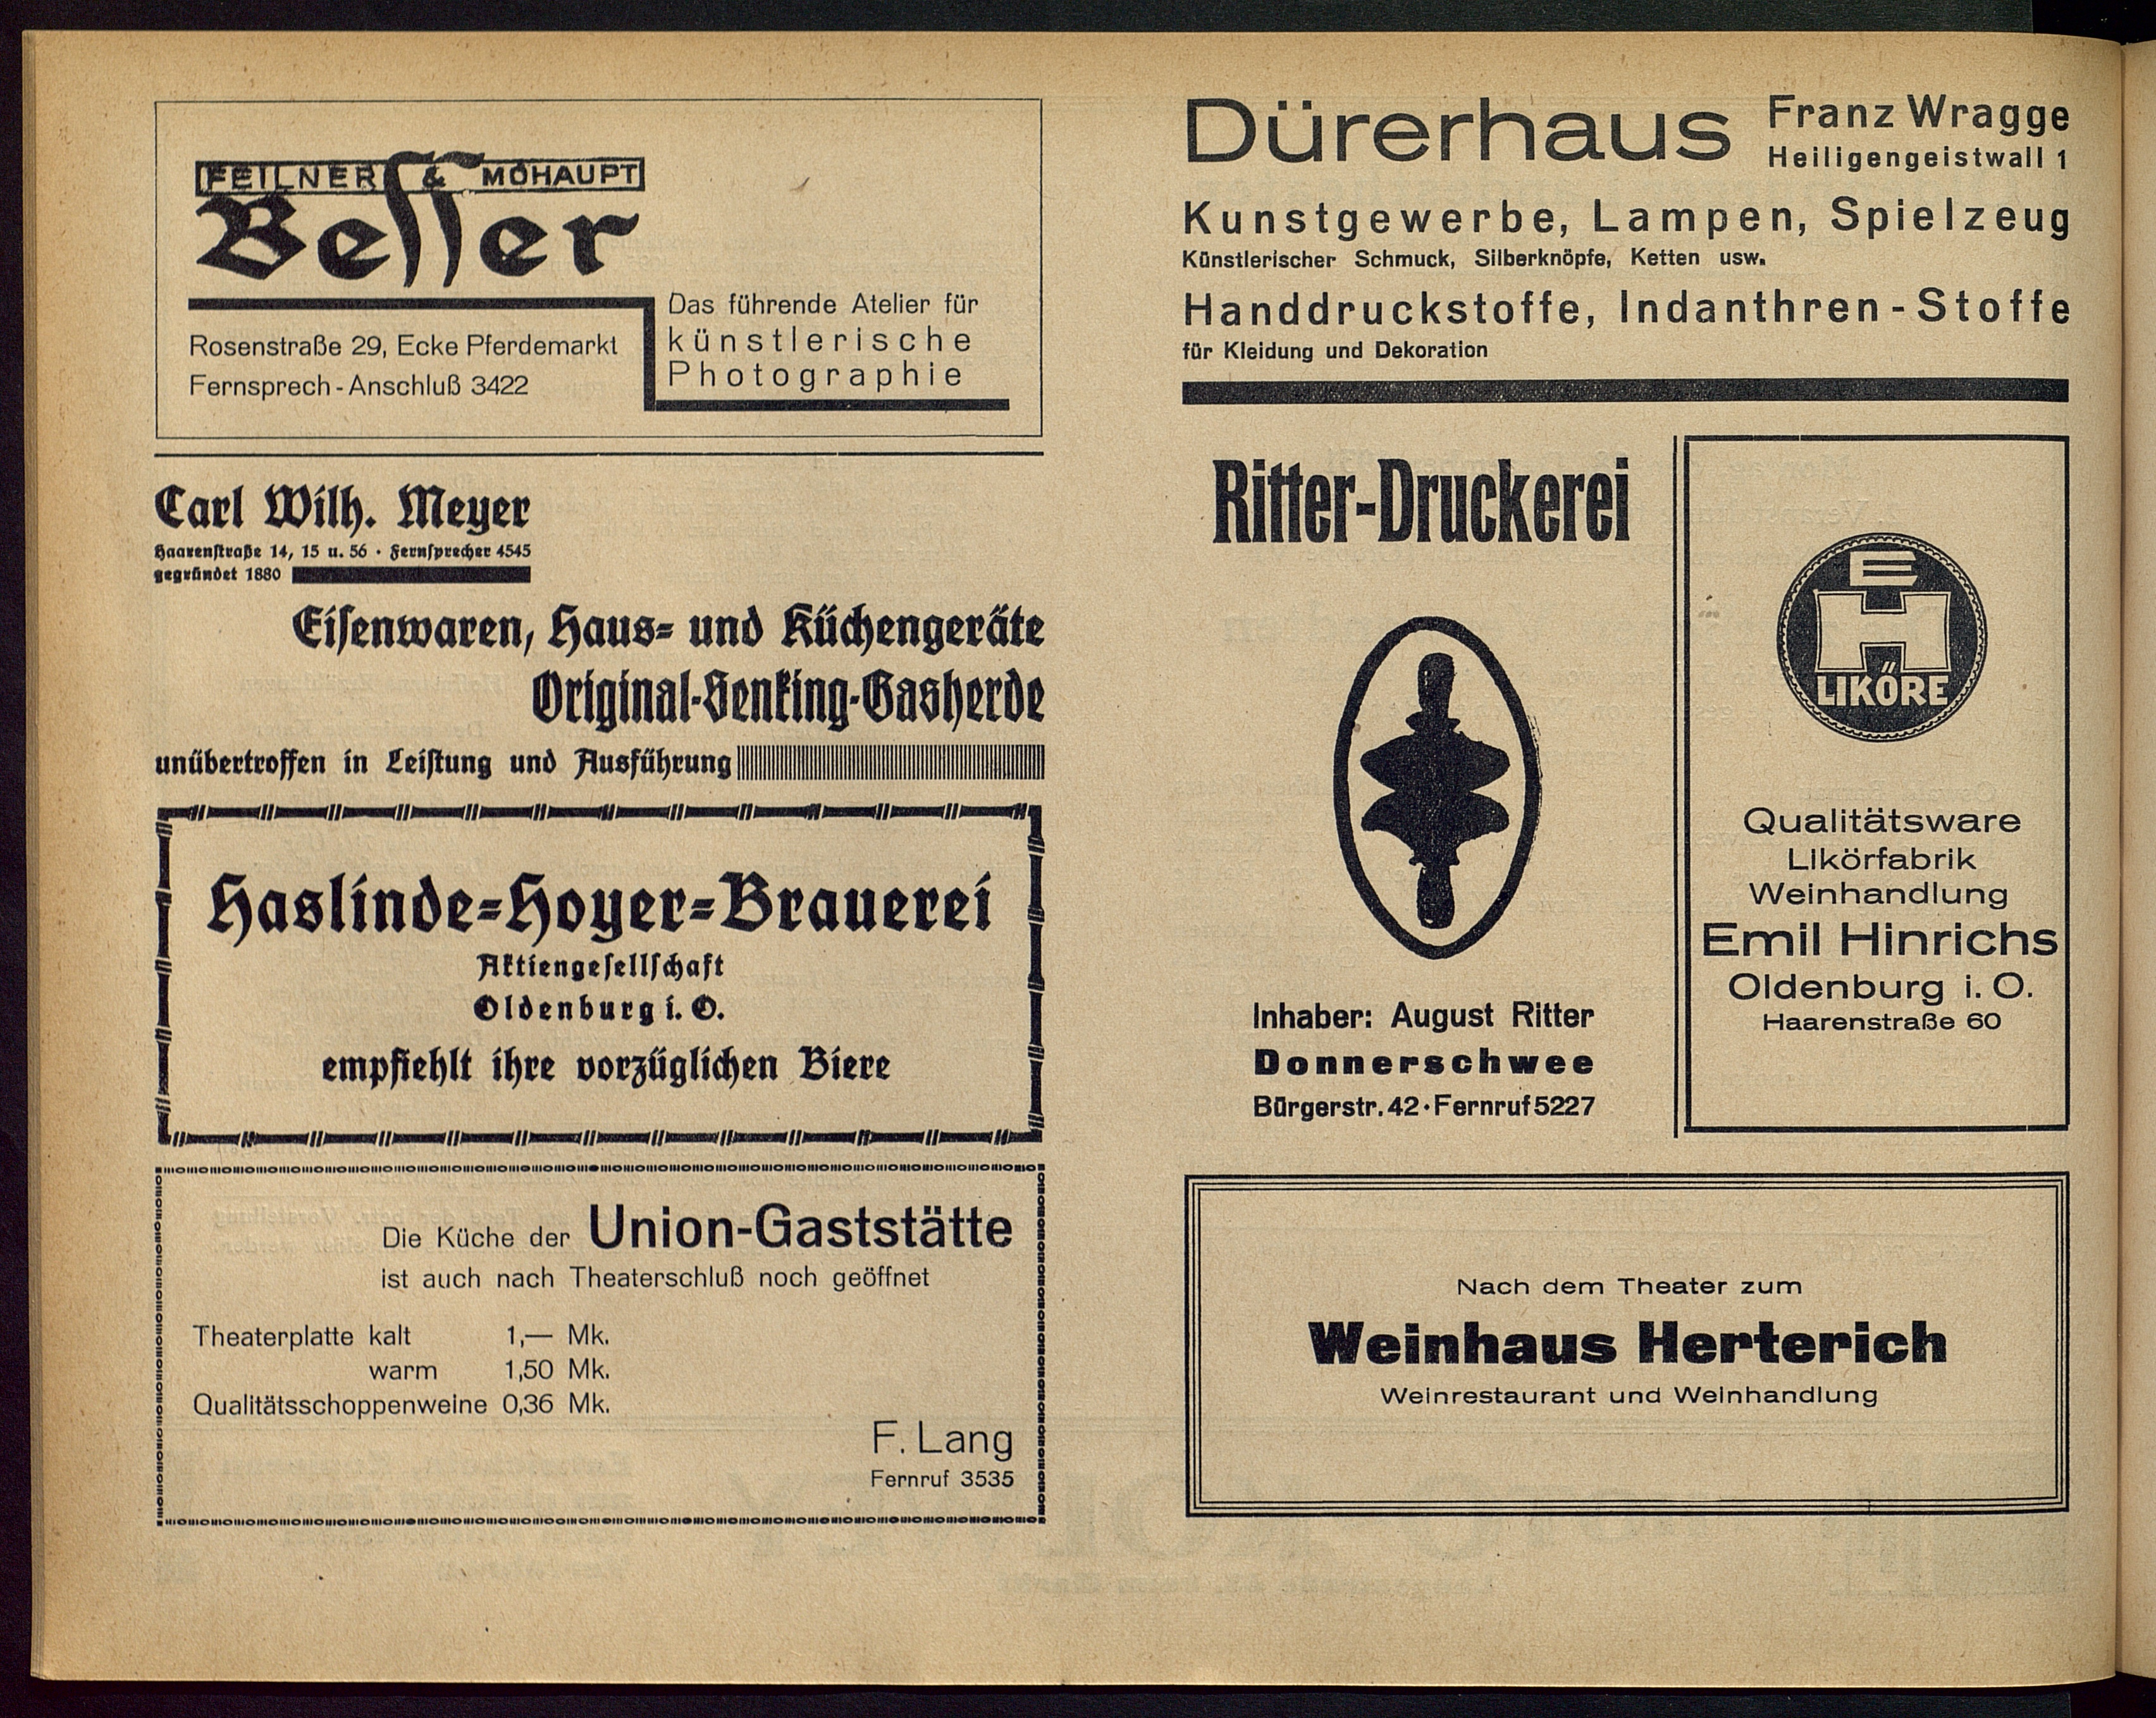 FEILNER & MOHAUPT
Besser
Rosenstraße 29, Ecke Pferdemarkt
Fernsprech-Anschluß 3422
Das führende Atelier für
künstlerische
Photographie
Carl Wilh. Meyer
Haarenstraße 14, 15 u. 56 · Fernsprecher 4545
gegründet 1880
Eisenwaren, Haus- und Küchengeräte
Original-Senking-Gasherde
unübertroffen in Leistung und Ausführung
Haslinde-Hoyer-Brauerei
Aktiengesellschaft
Oldenburg i. O.
empfiehlt ihre vorzüglichen Biere
Die Küche der Union-Gaststätte
ist auch nach Theaterschluß noch geöffnet
Theaterplatte kalt 1,— Mk.
warm 1,50 Mk.
Qualitätsschoppenweine 0,36 Mk.
F. Lang
Fernruf 3535
Dürerhaus Franz Wragge
Heiligengeistwall 1
Kunstgewerbe, Lampen, Spielzeug
Künstlerischer Schmuck, Silberknöpfe, Ketten usw.
Handdruckstoffe, Indanthren-Stoffe
für Kleidung und Dekoration
Ritter-Druckerei
Inhaber: August Ritter
Donnerschwee
Bürgerstr. 42 · Fernruf 5227
E
H
LIKÖRE
Qualitätsware
Likörfabrik
Weinhandlung
Emil Hinrichs
Oldenburg i. O.
Haarenstraße 60
Nach dem Theater zum
Weinhaus Herterich
Weinrestaurant und Weinhandlung